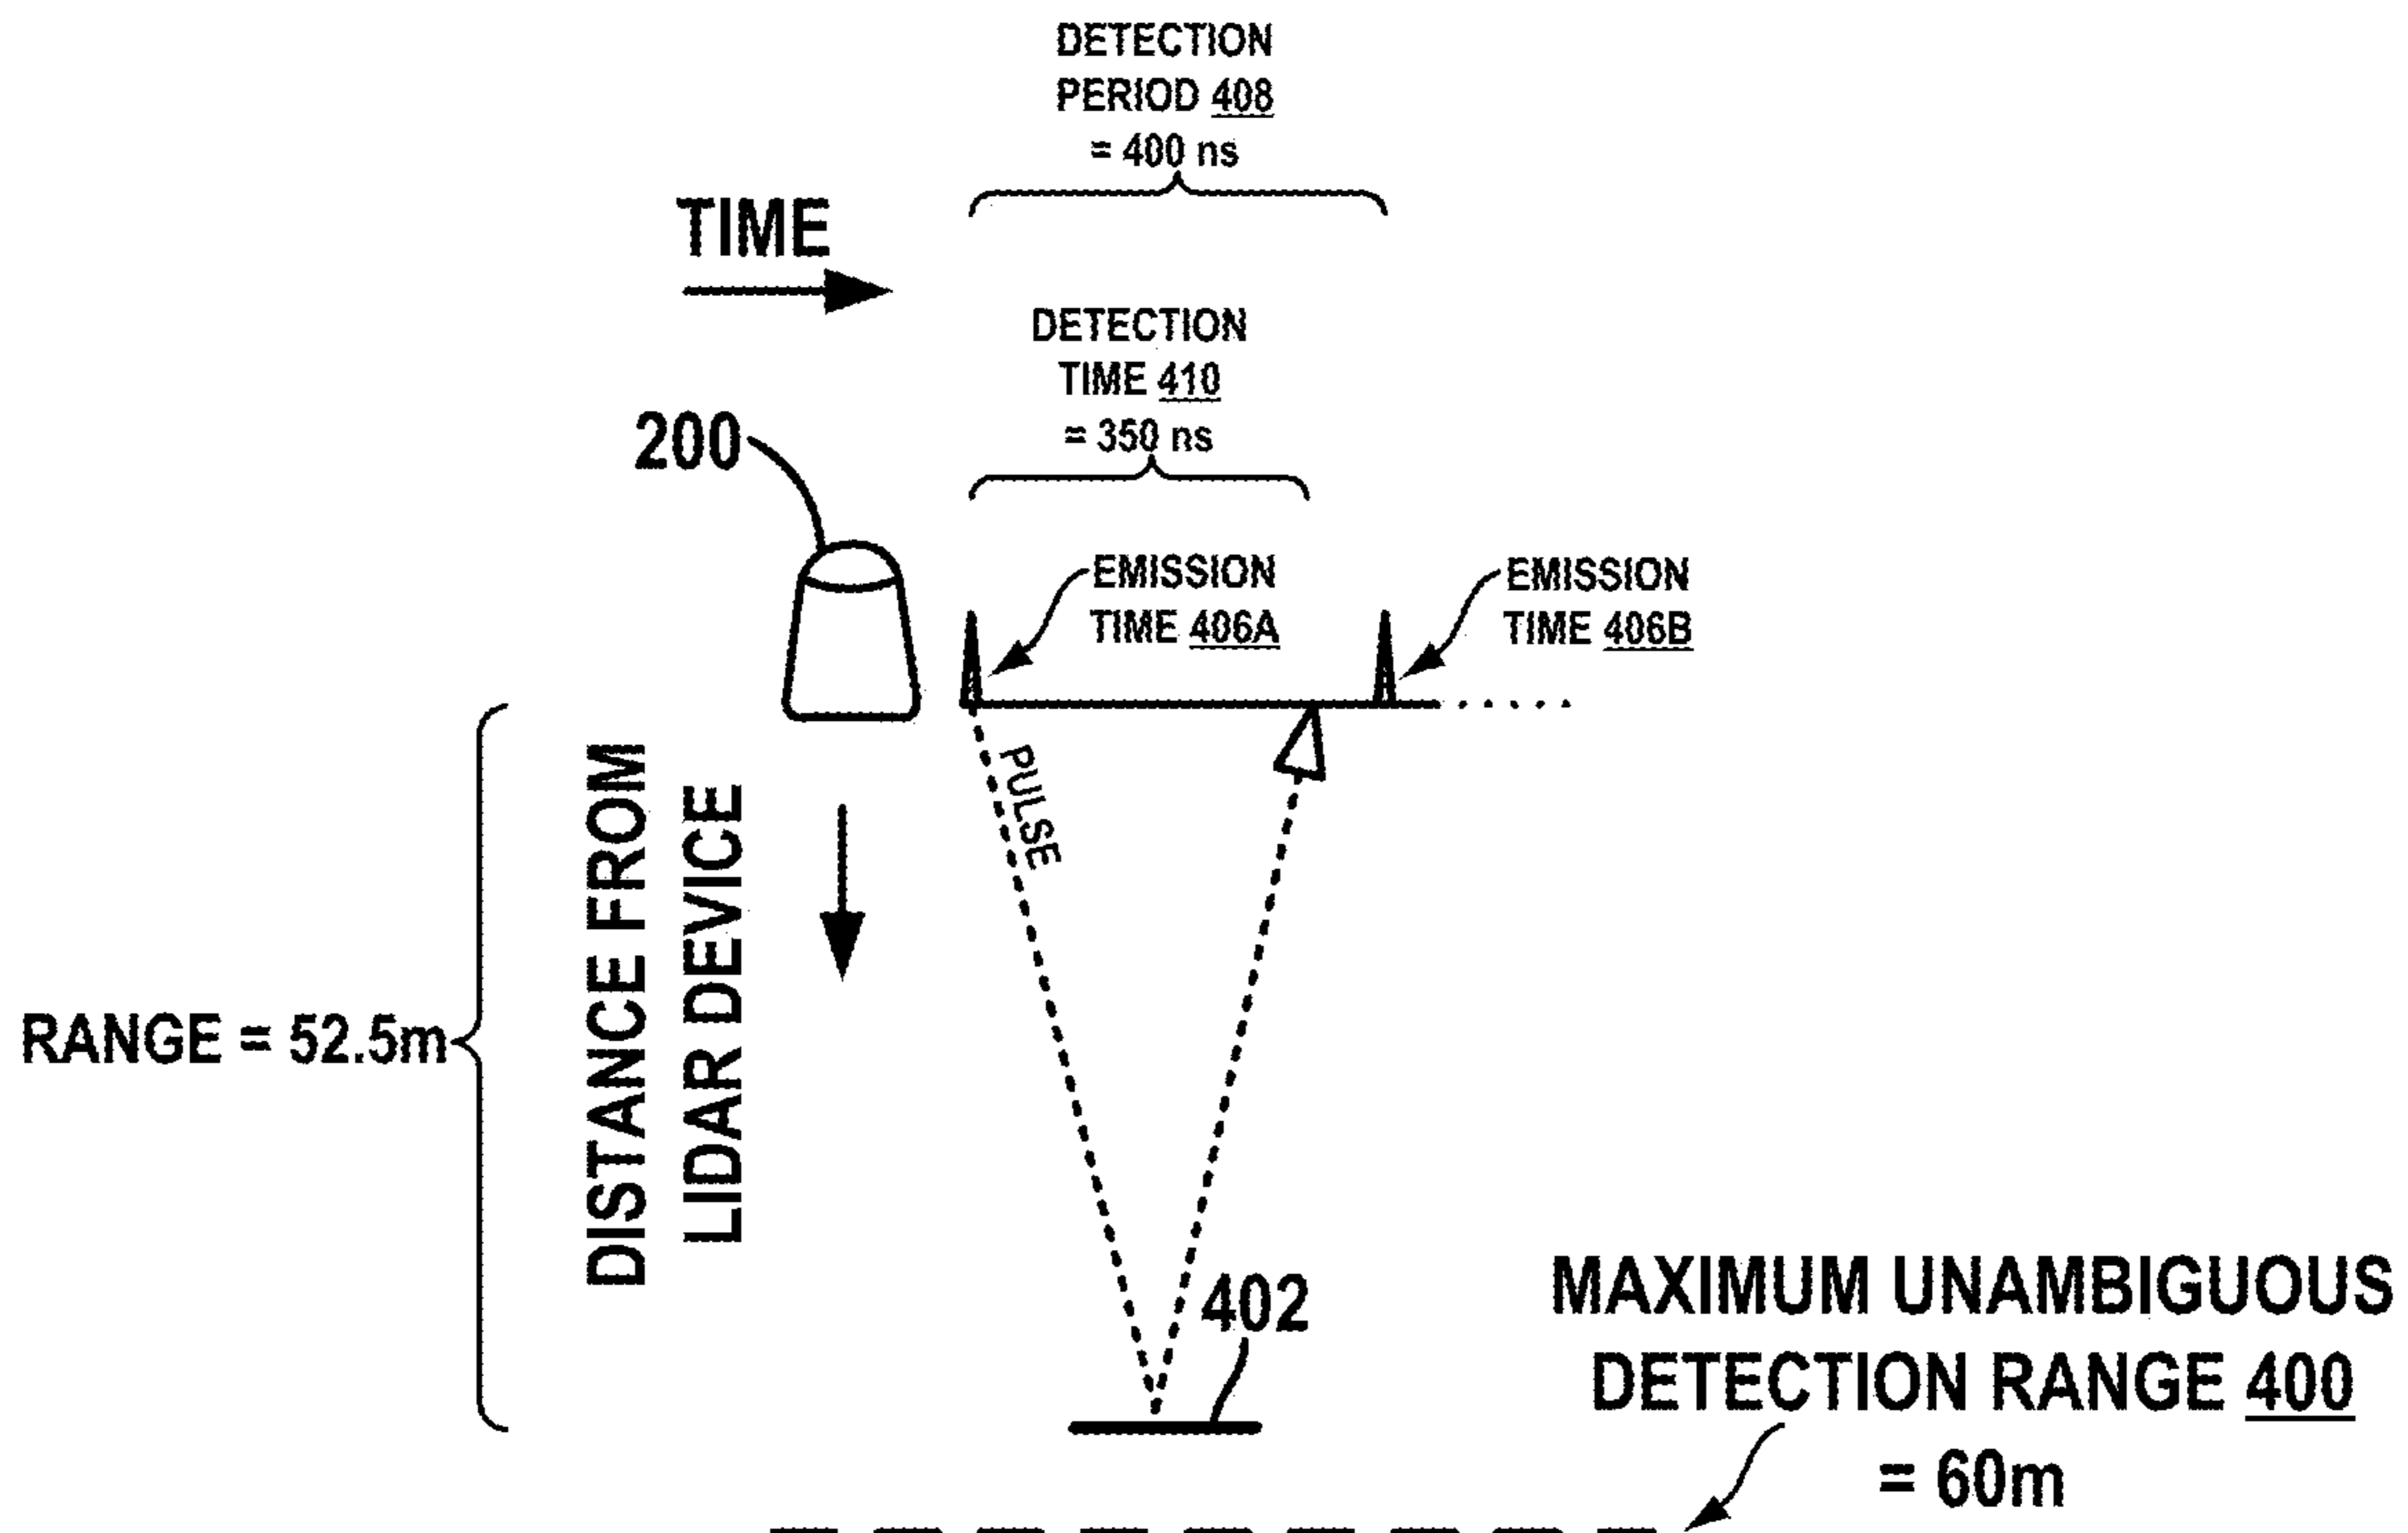 DETECTION
PERIOD 408
= 400 ns
TIME
DETECTION
TIME 410
= 350 ns
200
EMISSION
TIME 406A
EMISSION
TIME 406B
PULSE
DISTANCE FROM
LIDAR DEVICE
RANGE = 52.5m
402
MAXIMUM UNAMBIGUOUS
DETECTION RANGE 400
= 60m